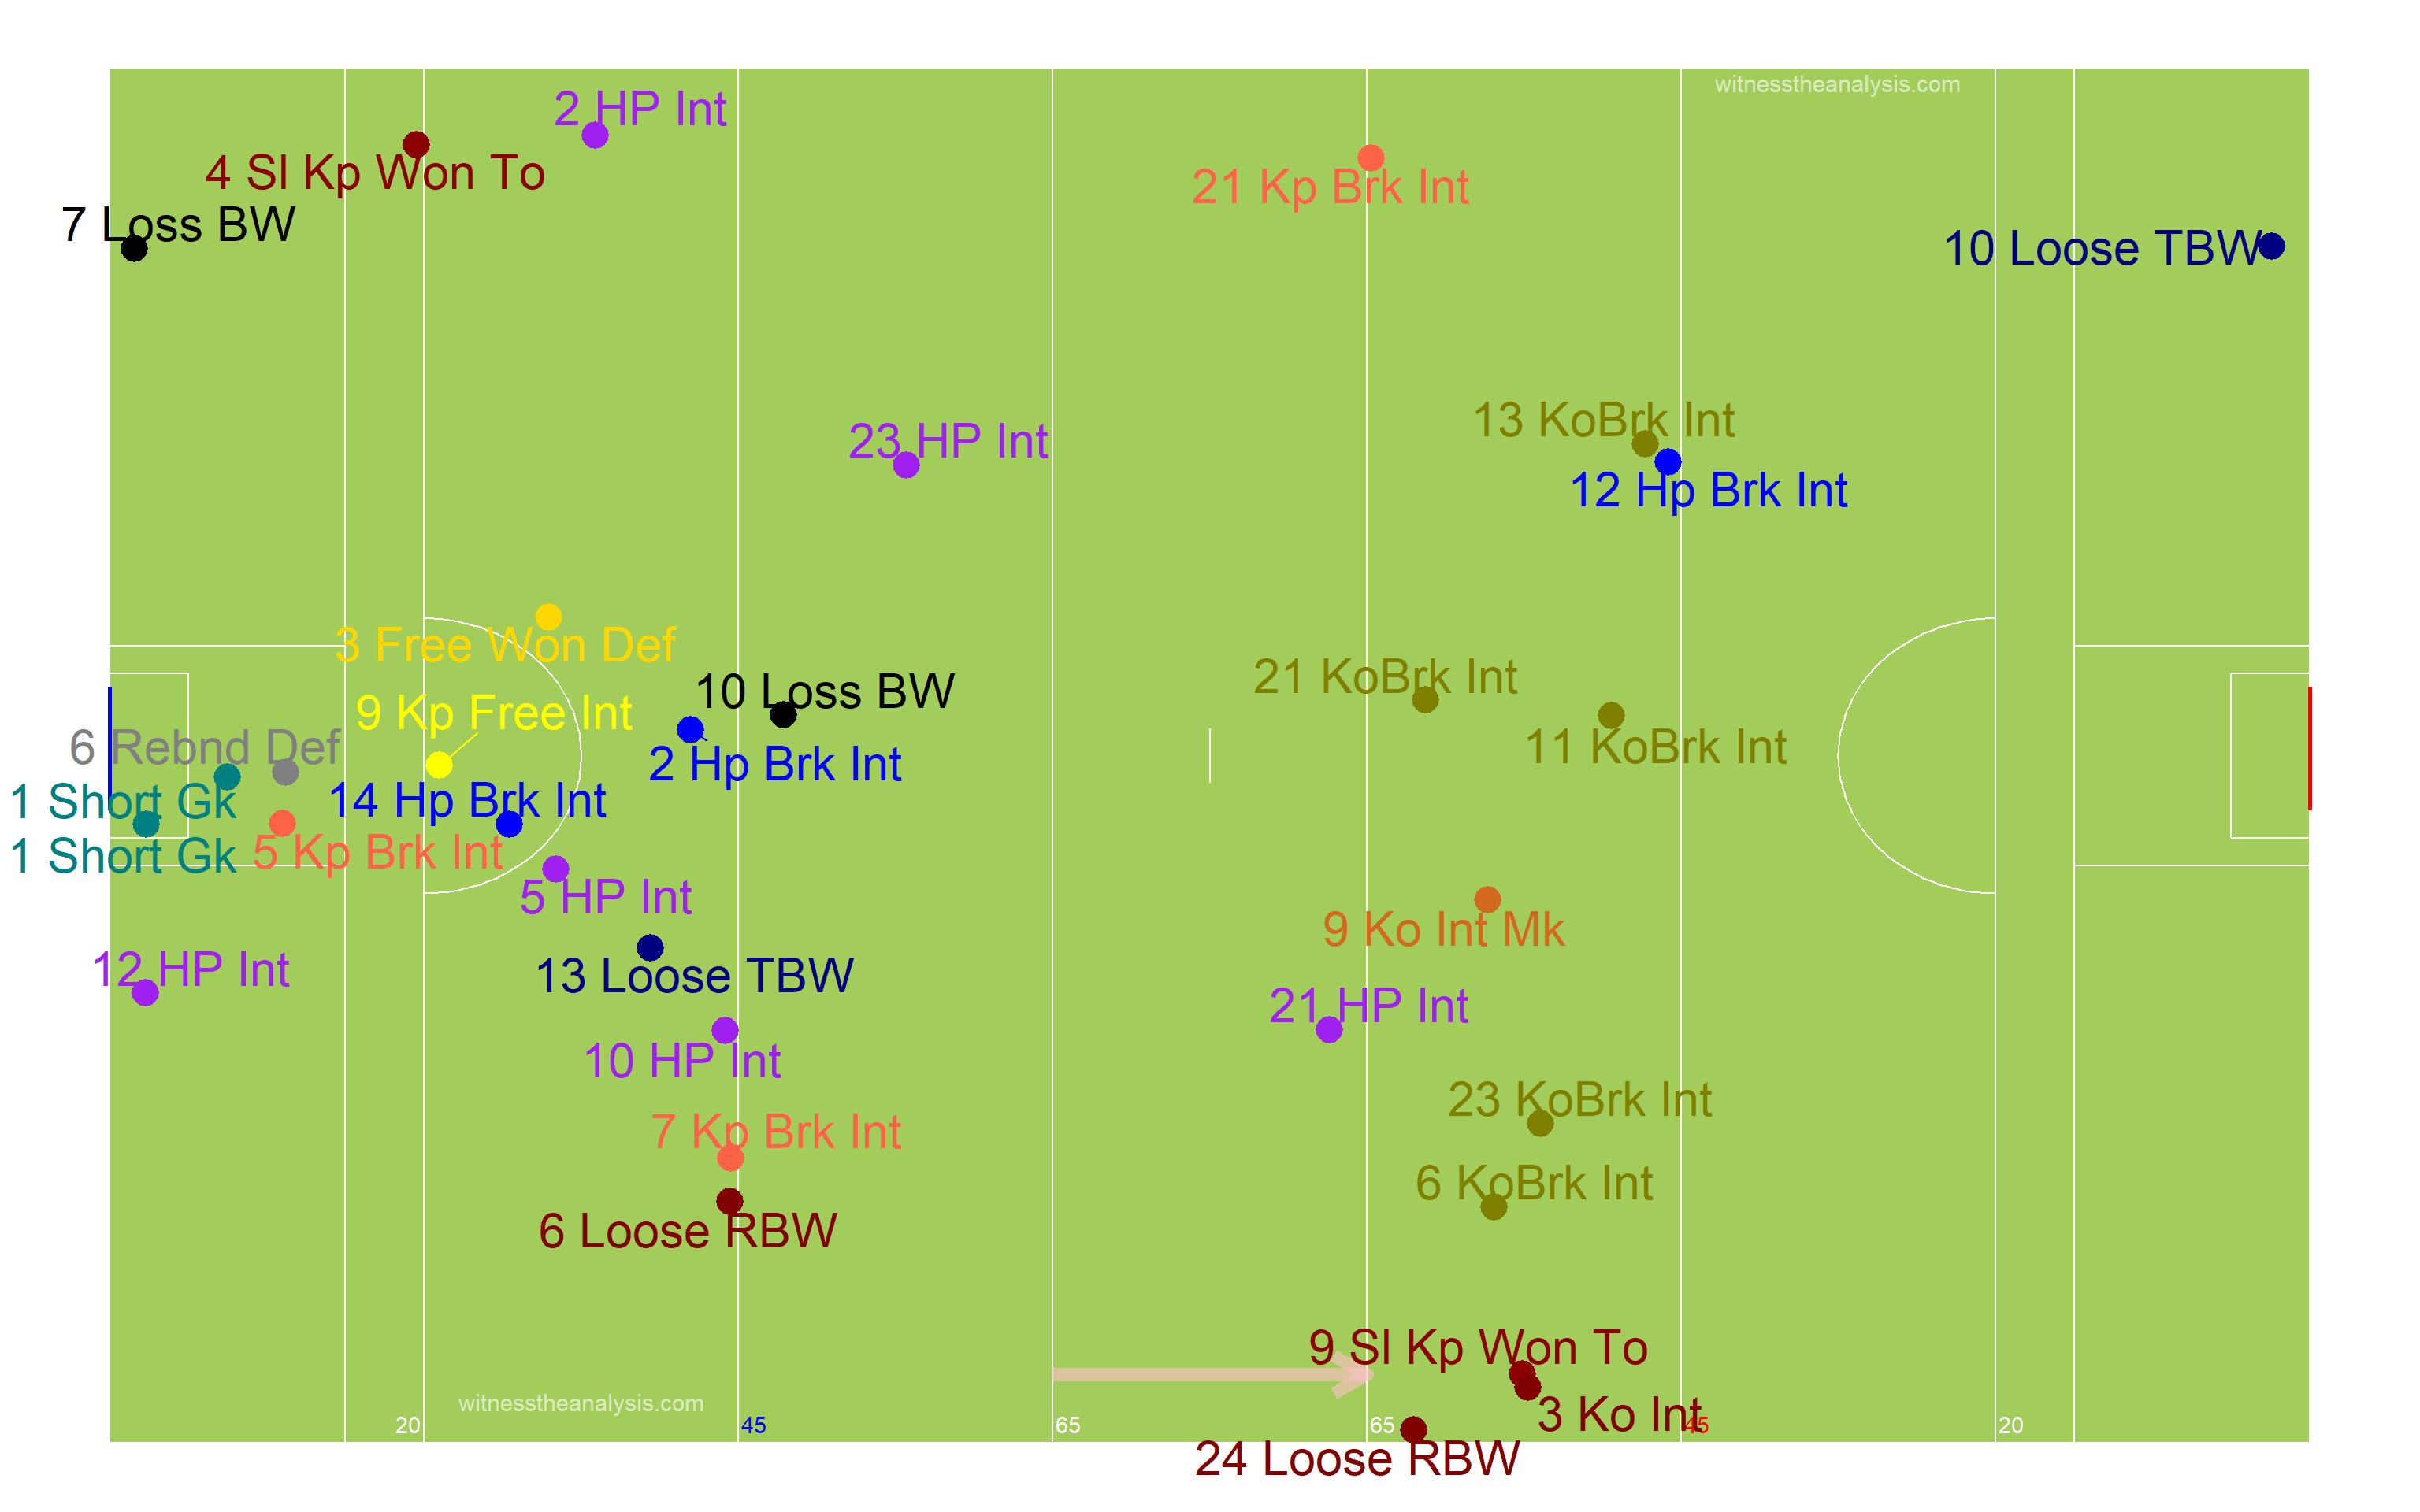 witnesstheanalysis.com
2 HP Int
4 Sl Kp Won To
21 Kp Brk Int
7 Loss BW
10 Loose TBW
13 KoBrk Int
23 HP Int
12 Hp Brk Int
3 Free Won Def
21 KoBrk Int
10 Loss BW
9 Kp Free Int
6 Rebnd Def
11 KoBrk Int
2 Hp Brk Int
1 Short Gk
14 Hp Brk Int
1 Short Gk
5 Kp Brk Int
5 HP Int
9 Ko Int Mk
12 HP Int
13 Loose TBW
21 HP Int
10 HP Int
23 KoBrk Int
7 Kp Brk Int
6 KoBrk Int
6 Loose RBW
9 Sl Kp Won To
witnesstheanalysis.com
3 Ko Int
20
45
65
65
45
20
24 Loose RBW